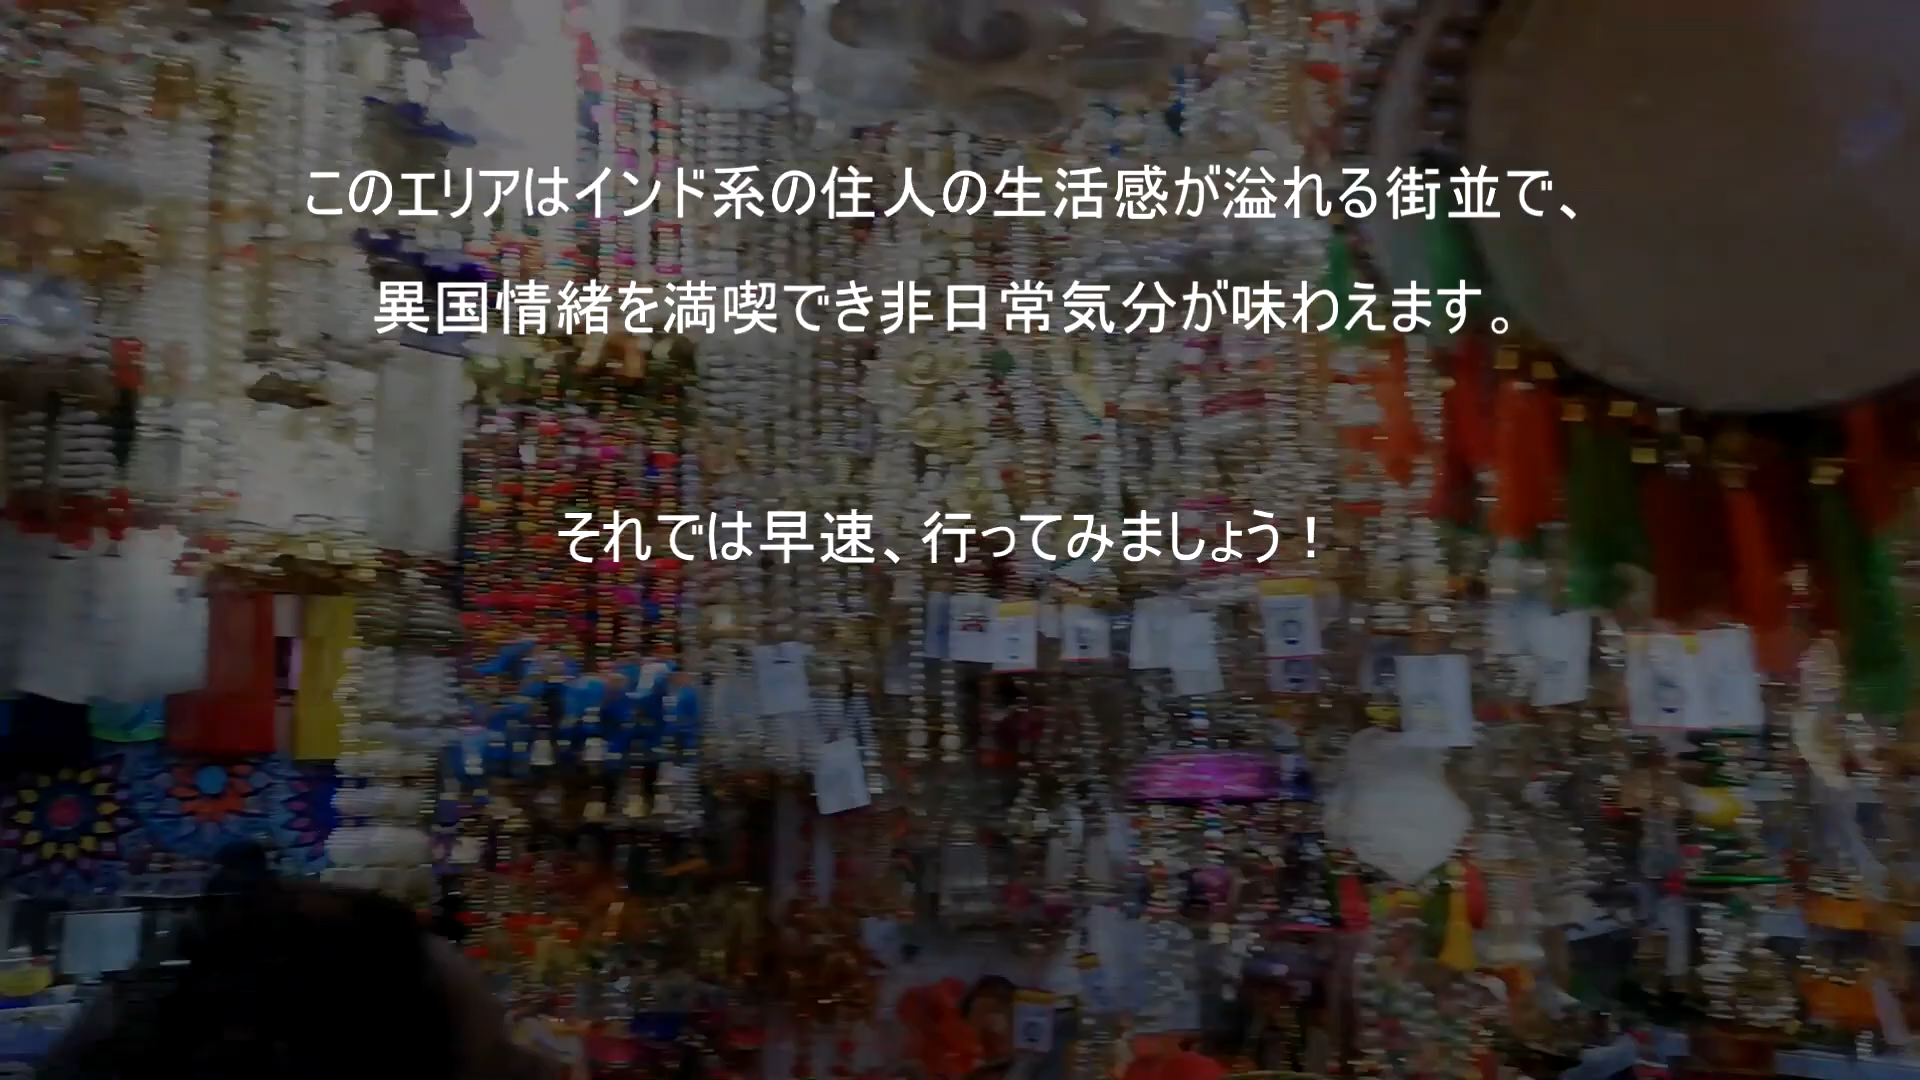 このエリアはインド系の住人の生活感が溢れる街並で、
異国情緒を満喫でき非日常気分が味わえます。
それでは早速、行ってみましょう！